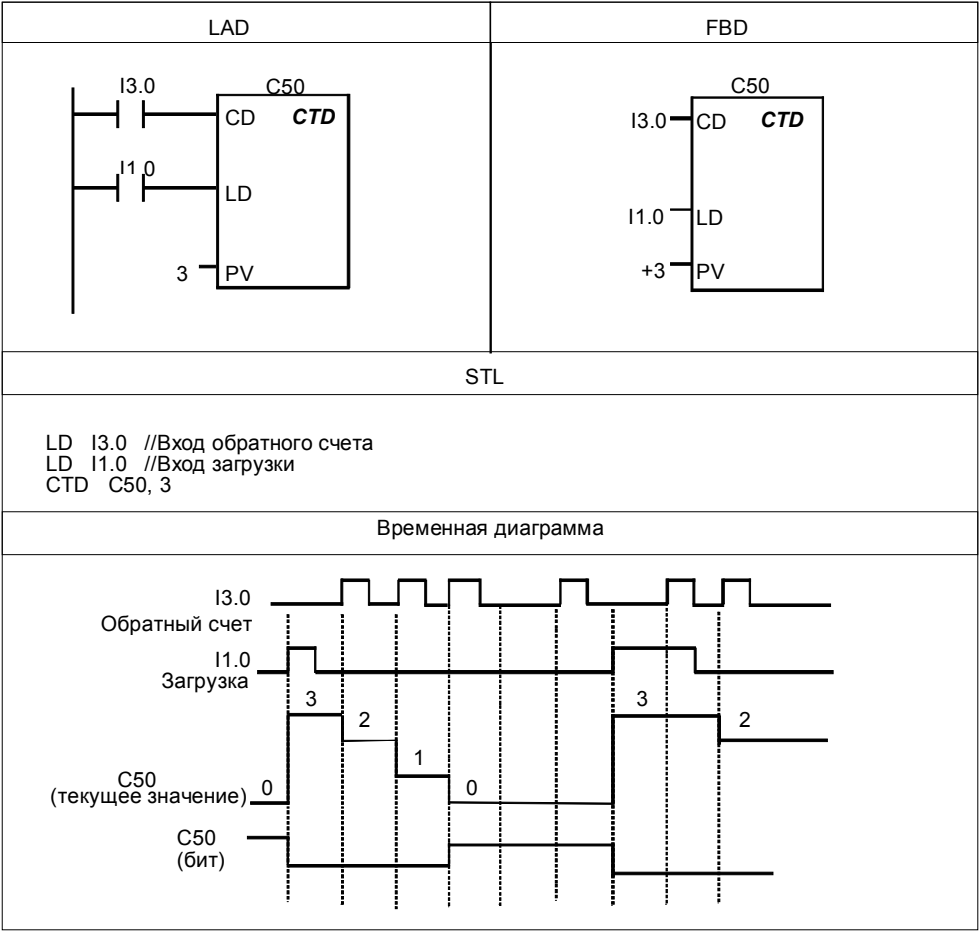 LAD
FBD
I3.0
C50
CD CTD
I1.0
LD
3 PV
C50
I3.0 CD CTD
I1.0 LD
+3 PV
STL
LD I3.0 //Вход обратного счета
LD I1.0 //Вход загрузки
CTD C50, 3
Временная диаграмма
I3.0
Обратный счет
I1.0
Загрузка
3
2
1
0
0
3
2
C50
(текущее значение)
C50
(бит)